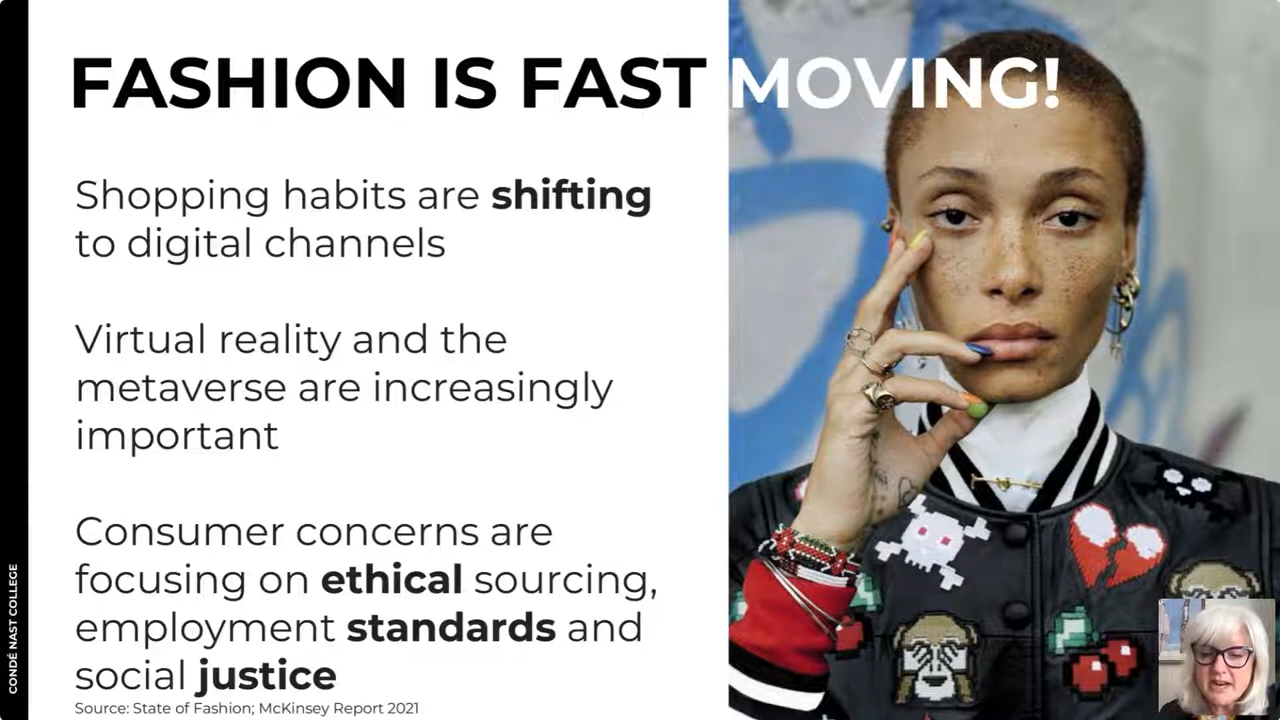 FASHION IS FAST MOVING!
Shopping habits are shifting
to digital channels
Virtual reality and the
metaverse are increasingly
important
Consumer concerns are
focusing on ethical sourcing,
employment standards and
social justice
Source: State of Fashion; McKinsey Report 2021
CONDÉ NAST COLLEGE